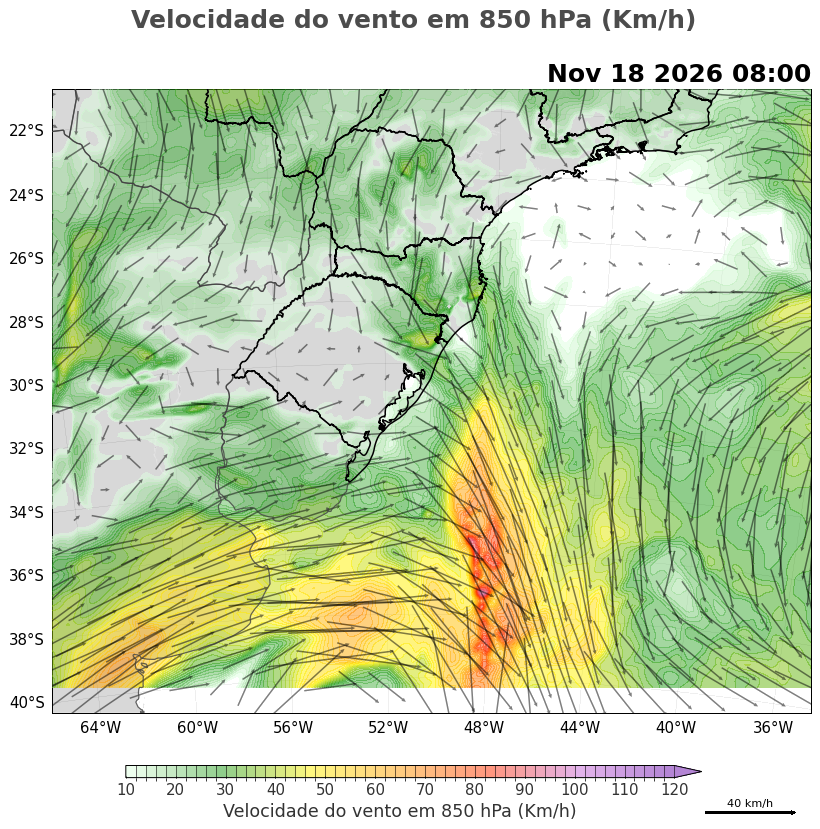 Velocidade do vento em 850 hPa (Km/h)
Nov 18 2026 08:00
22°S
24°S
26°S
28°S
30°S
32°S
34°S
36°S
38°S
40°S
64°W 60°W 56°W 52°W 48°W 44°W 40°W 36°W
10 20 30 40 50 60 70 80 90 100 110 120
Velocidade do vento em 850 hPa (Km/h)
40 km/h